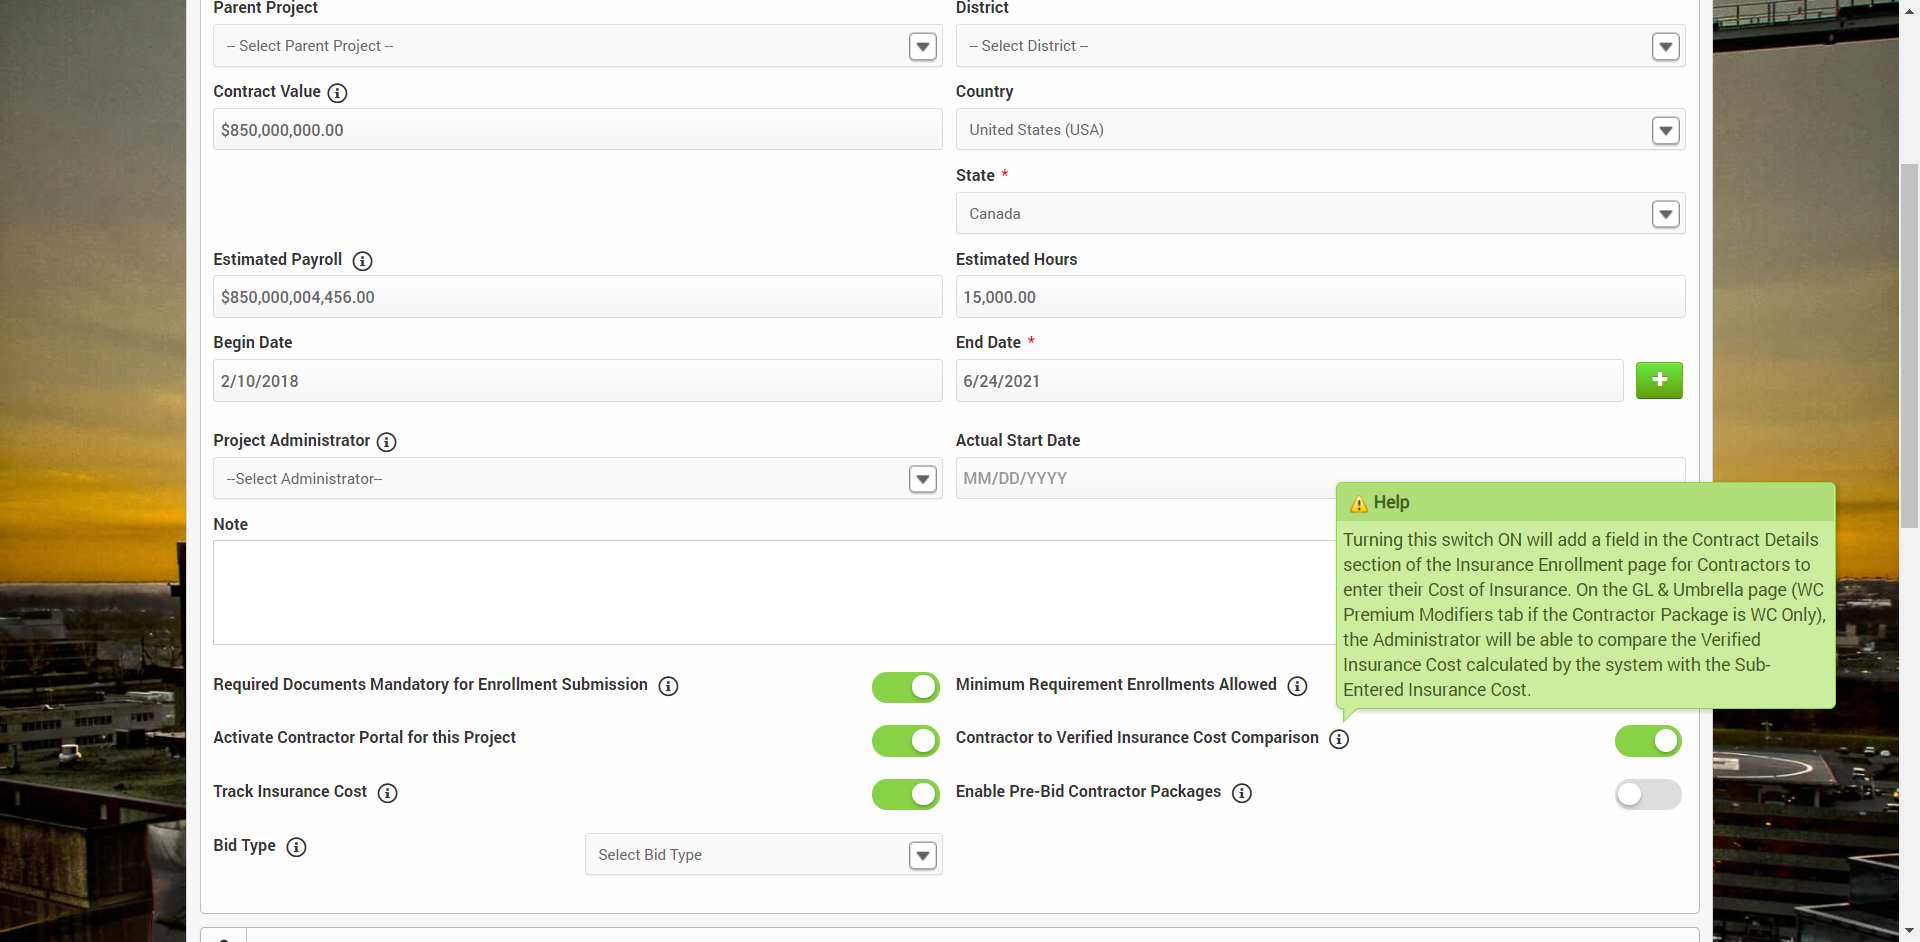 Parent Project
District
-- Select Parent Project --
-- Select District --
Contract Value
Country
$850,000,000.00
United States (USA)
State *
Canada
Estimated Payroll
Estimated Hours
$850,000,004,456.00
15,000.00
Begin Date
End Date *
2/10/2018
6/24/2021
Project Administrator
Actual Start Date
--Select Administrator--
MM/DD/YYYY
Note
Help
Turning this switch ON will add a field in the Contract Details
section of the Insurance Enrollment page for Contractors to
enter their Cost of Insurance. On the GL & Umbrella page (WC
Premium Modifiers tab if the Contractor Package is WC Only),
the Administrator will be able to compare the Verified
Insurance Cost calculated by the system with the Sub-
Entered Insurance Cost.
Required Documents Mandatory for Enrollment Submission
Minimum Requirement Enrollments Allowed
Activate Contractor Portal for this Project
Contractor to Verified Insurance Cost Comparison
Track Insurance Cost
Enable Pre-Bid Contractor Packages
Bid Type
Select Bid Type